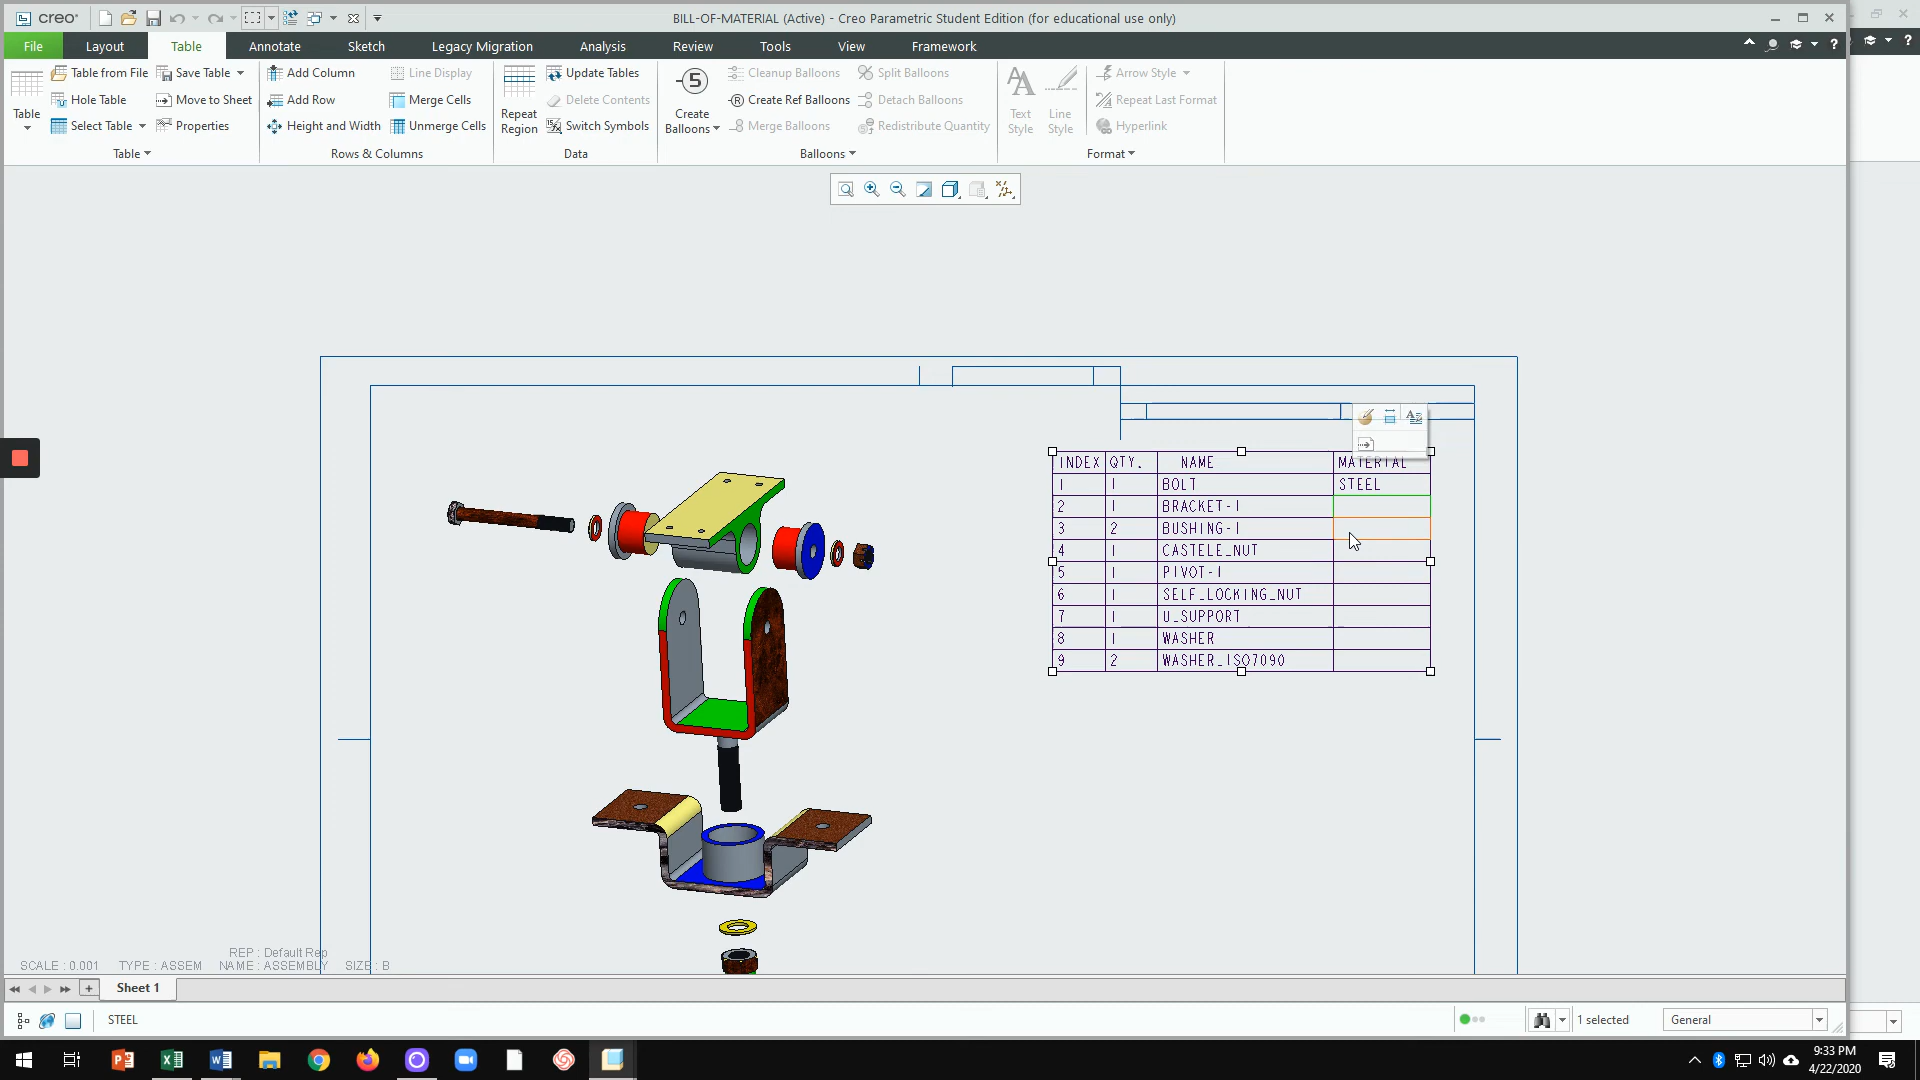 creo
BILL-OF-MATERIAL (Active) - Creo Parametric Student Edition (for educational use only)
File Layout Table Annotate Sketch Legacy Migration Analysis Review Tools View Framework
Table
Table from File
Hole Table
Select Table
Save Table
Move to Sheet
Properties
Table
Add Column
Add Row
Height and Width
Line Display
Merge Cells
Unmerge Cells
Rows & Columns
Repeat Region
Update Tables
Delete Contents
Switch Symbols
Data
Create Balloons
Cleanup Balloons
Create Ref Balloons
Merge Balloons
Split Balloons
Detach Balloons
Redistribute Quantity
Balloons
Text Style
Line Style
Arrow Style
Repeat Last Format
Hyperlink
Format
INDEX QTY. NAME MATERIAL
1 1 BOLT STEEL
2 1 BRACKET-1
3 2 BUSHING-1
4 1 CASTELE_NUT
5 1 PIVOT-1
6 1 SELF_LOCKING_NUT
7 1 U_SUPPORT
8 1 WASHER
9 2 WASHER_ISO7090
REP : Default Rep
SCALE : 0.001 TYPE : ASSEM NAME : ASSEMBLY SIZE : B
Sheet 1
STEEL
1 selected
General
9:33 PM
4/22/2020